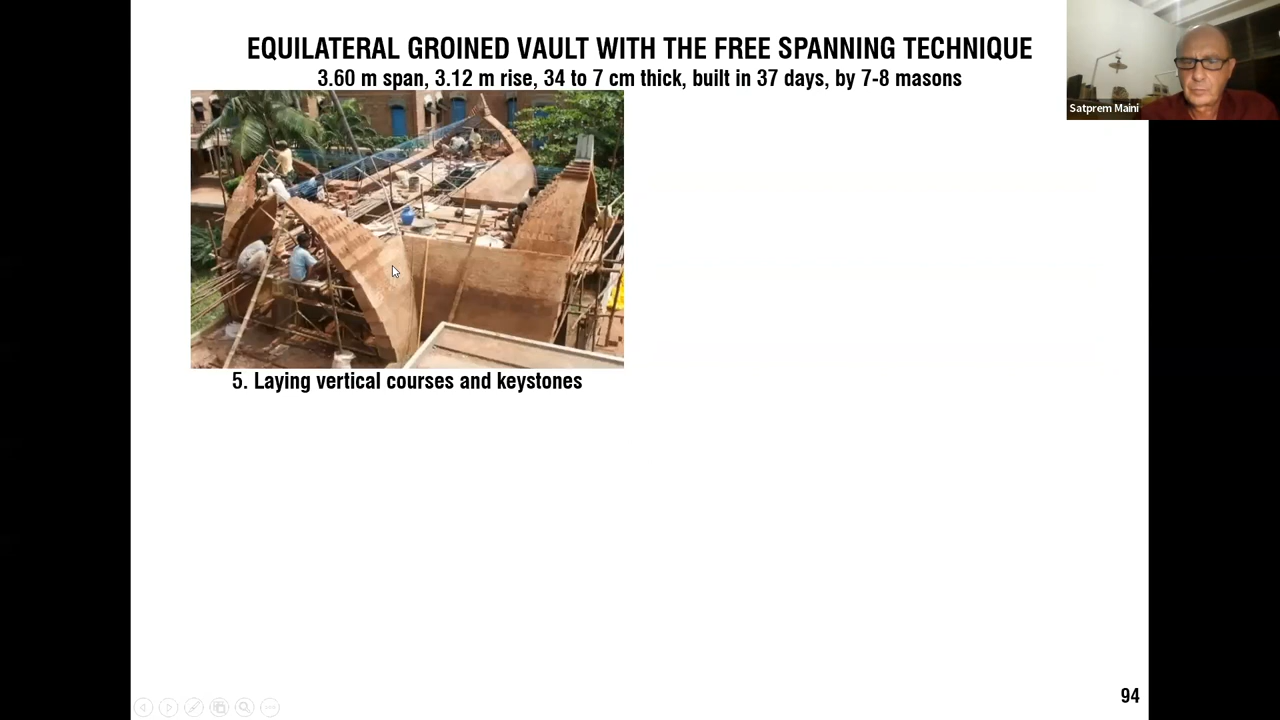 EQUILATERAL GROINED VAULT WITH THE FREE SPANNING TECHNIQUE
3.60 m span, 3.12 m rise, 34 to 7 cm thick, built in 37 days, by 7-8 masons
Satprem Maini
5. Laying vertical courses and keystones
94